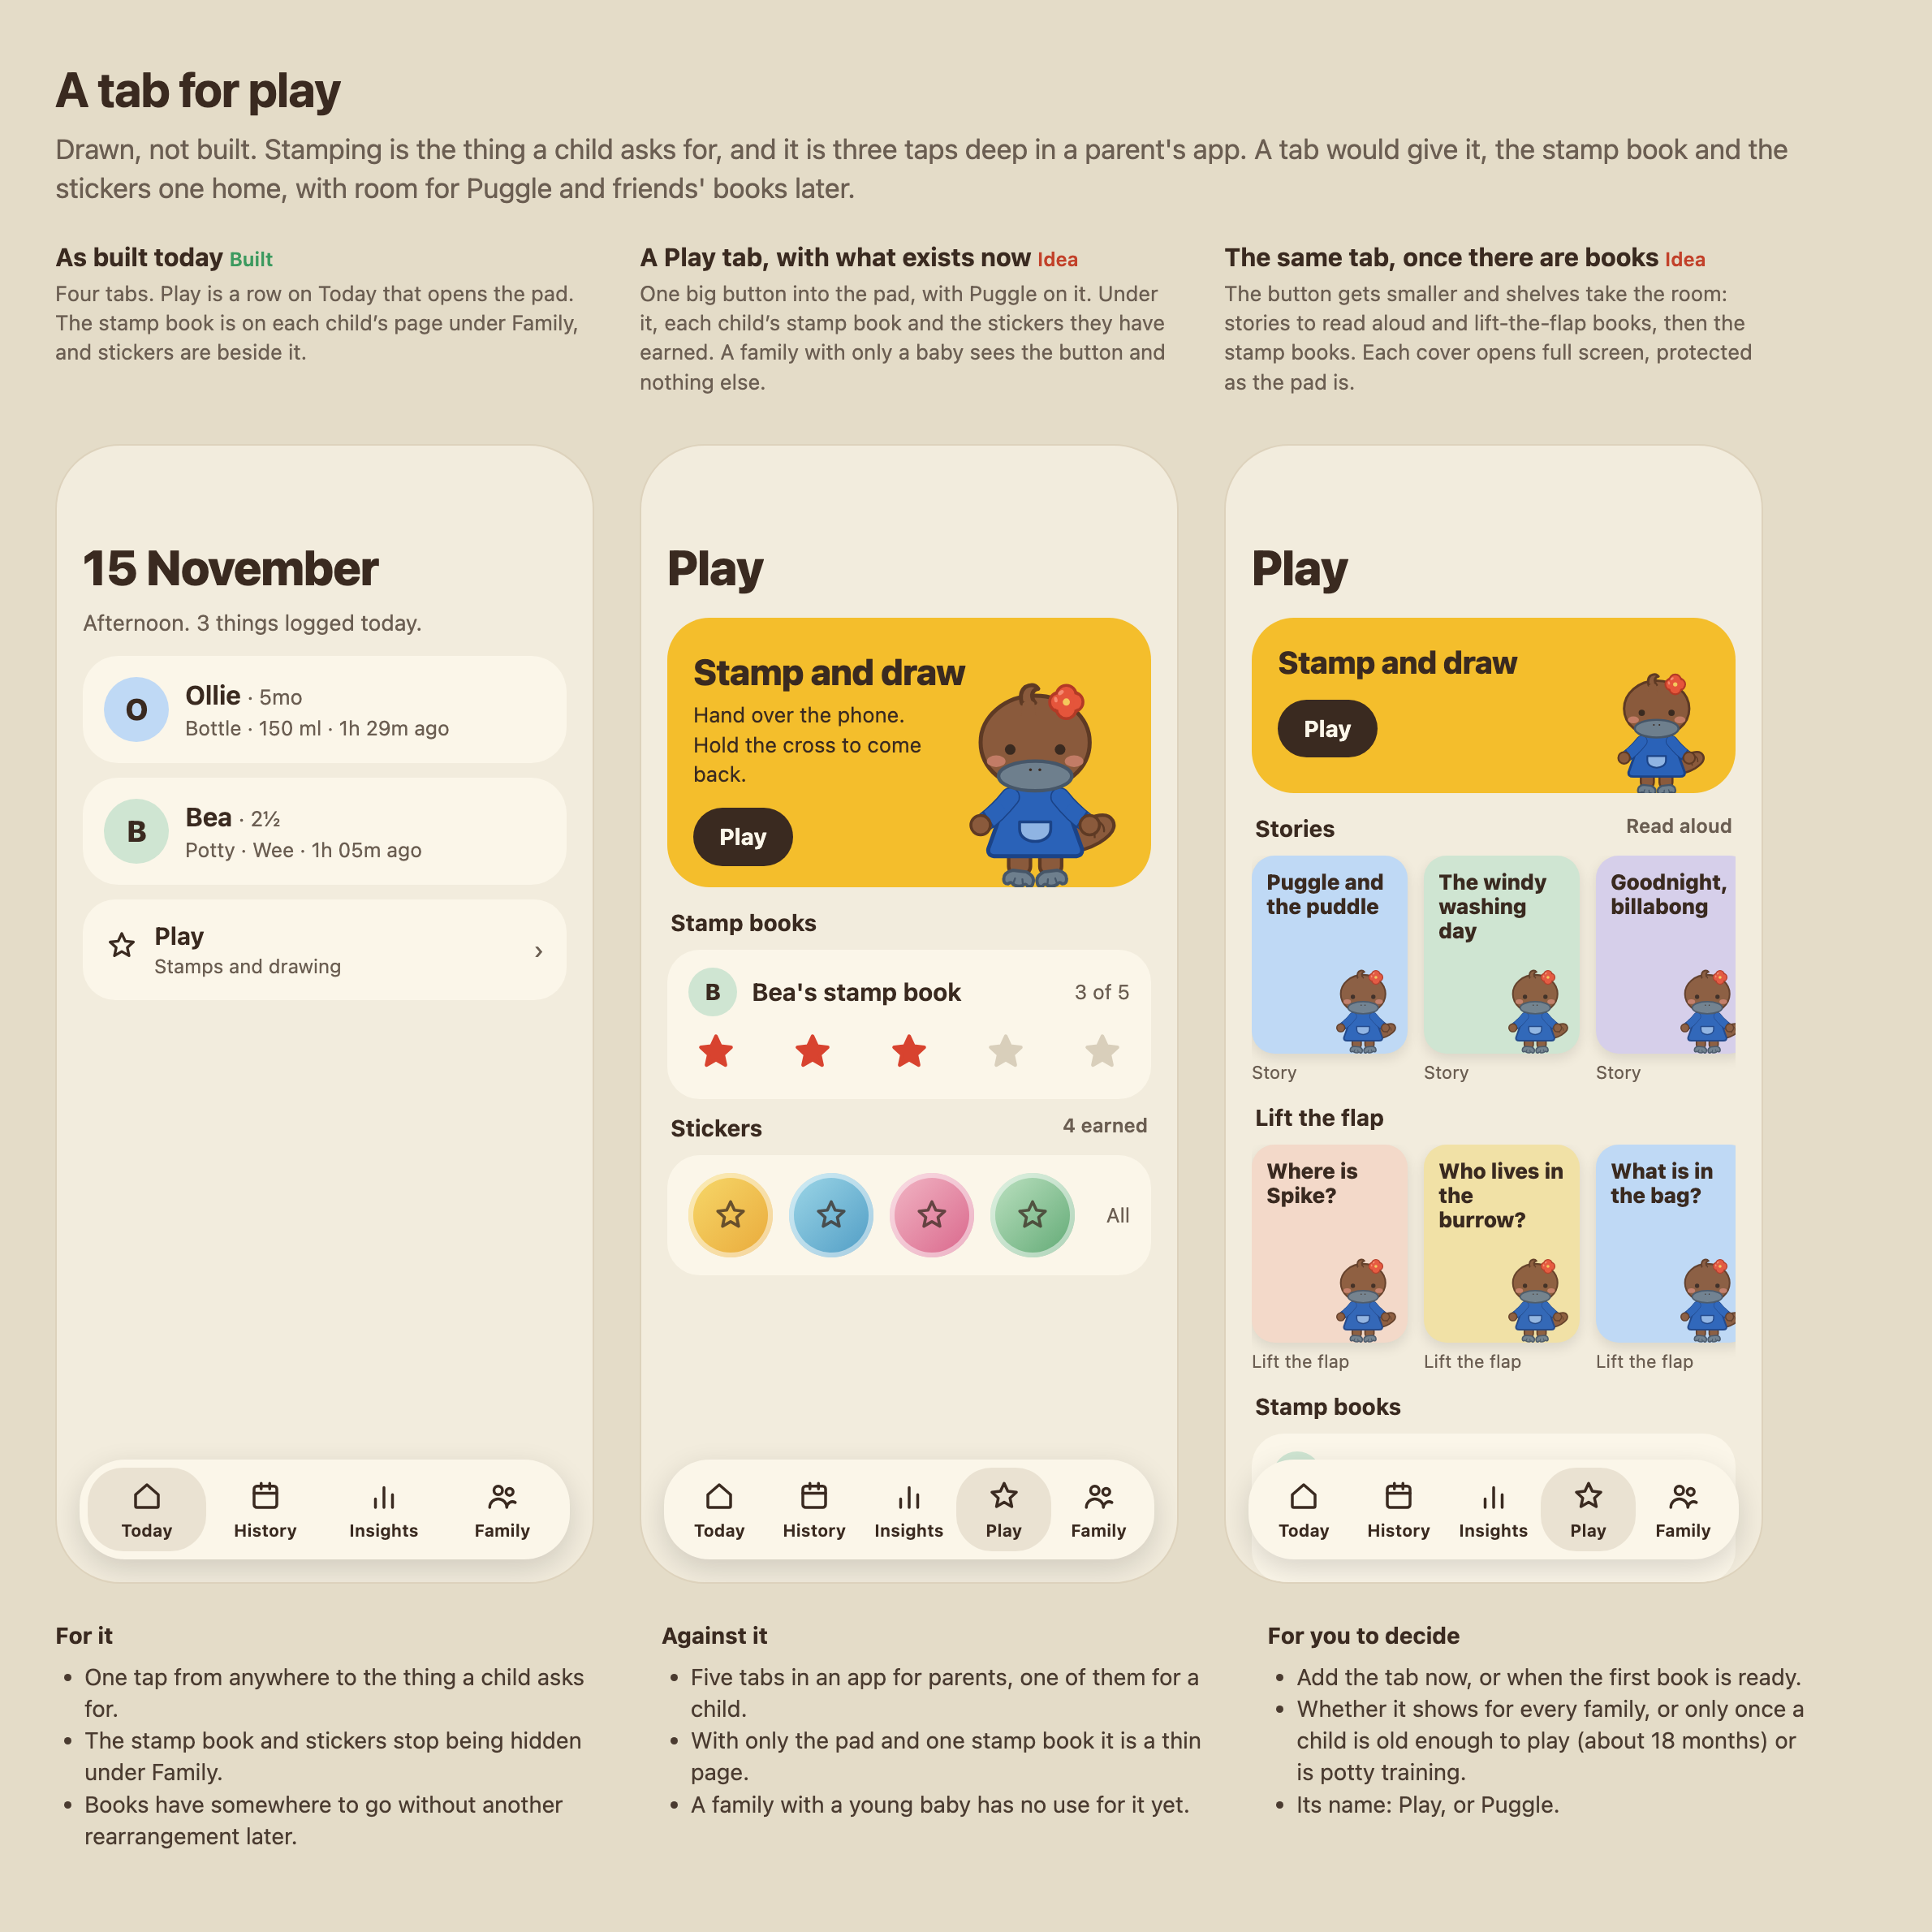 A tab for play
Drawn, not built. Stamping is the thing a child asks for, and it is three taps deep in a parent's app. A tab would give it, the stamp book and the
stickers one home, with room for Puggle and friends' books later.
As built today Built
Four tabs. Play is a row on Today that opens the pad.
The stamp book is on each child’s page under Family,
and stickers are beside it.
A Play tab, with what exists now Idea
One big button into the pad, with Puggle on it. Under
it, each child’s stamp book and the stickers they have
earned. A family with only a baby sees the button and
nothing else.
The same tab, once there are books Idea
The button gets smaller and shelves take the room:
stories to read aloud and lift-the-flap books, then the
stamp books. Each cover opens full screen, protected
as the pad is.
15 November
Afternoon. 3 things logged today.
O
Ollie · 5mo
Bottle · 150 ml · 1h 29m ago
B
Bea · 2½
Potty · Wee · 1h 05m ago
Play
Stamps and drawing
›
Today
History
Insights
Family
Play
Stamp and draw
Hand over the phone.
Hold the cross to come
back.
Play
Stamp books
B
Bea's stamp book
3 of 5
Stickers
4 earned
All
Today
History
Insights
Play
Family
Play
Stamp and draw
Play
Stories
Read aloud
Puggle and
the puddle
The windy
washing
day
Goodnight,
billabong
Story
Story
Story
Lift the flap
Where is
Spike?
Who lives in
the
burrow?
What is in
the bag?
Lift the flap
Lift the flap
Lift the flap
Stamp books
Today
History
Insights
Play
Family
For it
• One tap from anywhere to the thing a child asks
for.
• The stamp book and stickers stop being hidden
under Family.
• Books have somewhere to go without another
rearrangement later.
Against it
• Five tabs in an app for parents, one of them for a
child.
• With only the pad and one stamp book it is a thin
page.
• A family with a young baby has no use for it yet.
For you to decide
• Add the tab now, or when the first book is ready.
• Whether it shows for every family, or only once a
child is old enough to play (about 18 months) or
is potty training.
• Its name: Play, or Puggle.